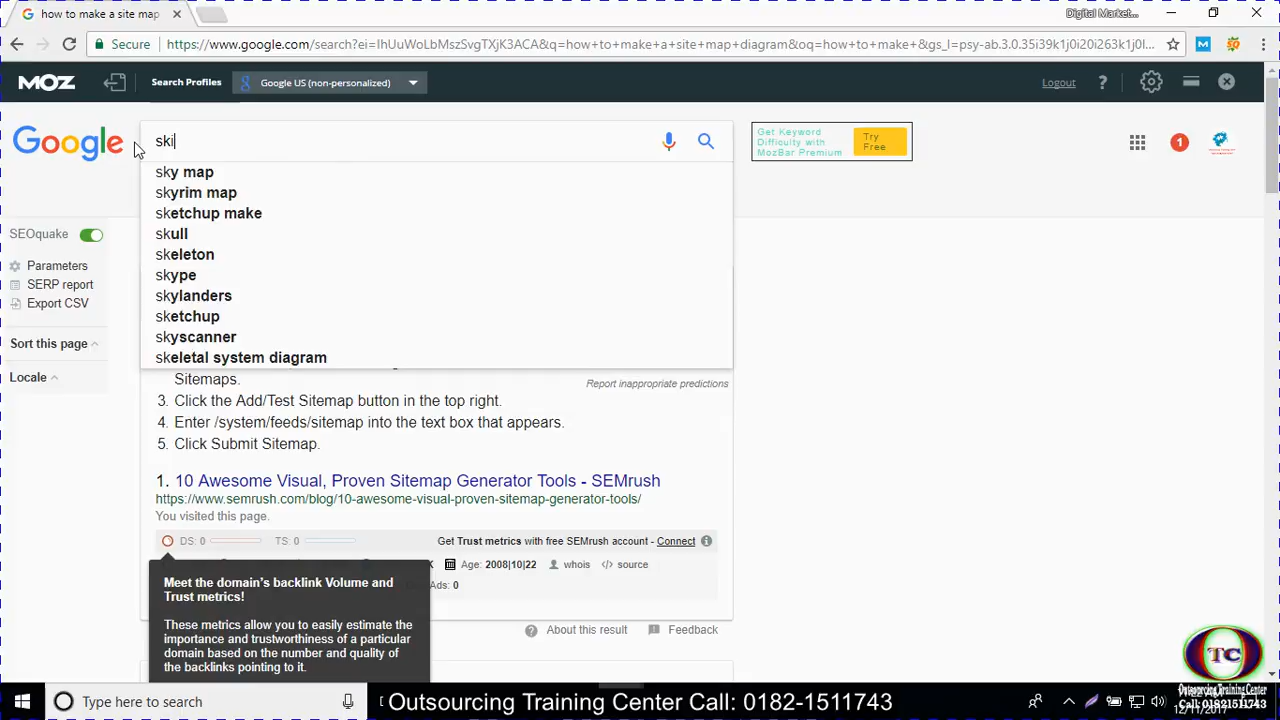 how to make a site map
Digital Market...
Secure
https://www.google.com/search?ei=IhUuWoLbMszSvgTXjK3ACA&q=how+to+make+a+site+map+diagram&oq=how+to+make+&gs_l=psy-ab.3.0.35i39k1j0i20i263k1j0l...
MOZ
Search Profiles
Google US (non-personalized)
Logout
?
Google
ski
Get Keyword
Difficulty with
MozBar Premium
Try
Free
1
sky map
skyrim map
sketchup make
skull
skeleton
skype
skylanders
sketchup
skyscanner
skeletal system diagram
SEOquake
Parameters
SERP report
Export CSV
Sort this page
Locale
Sitemaps.
Report inappropriate predictions
3. Click the Add/Test Sitemap button in the top right.
4. Enter /system/feeds/sitemap into the text box that appears.
5. Click Submit Sitemap.
1. 10 Awesome Visual, Proven Sitemap Generator Tools - SEMrush
https://www.semrush.com/blog/10-awesome-visual-proven-sitemap-generator-tools/
You visited this page.
DS: 0
TS: 0
Get Trust metrics with free SEMrush account - Connect
Age: 2008|10|22
whois
source
Ads: 0
Meet the domain's backlink Volume and
Trust metrics!
These metrics allow you to easily estimate the
importance and trustworthiness of a particular
domain based on the number and quality of
the backlinks pointing to it.
About this result
Feedback
OTC
Outsourcing Training Center
Call: 01821511743
Type here to search
Outsourcing Training Center Call: 0182-1511743